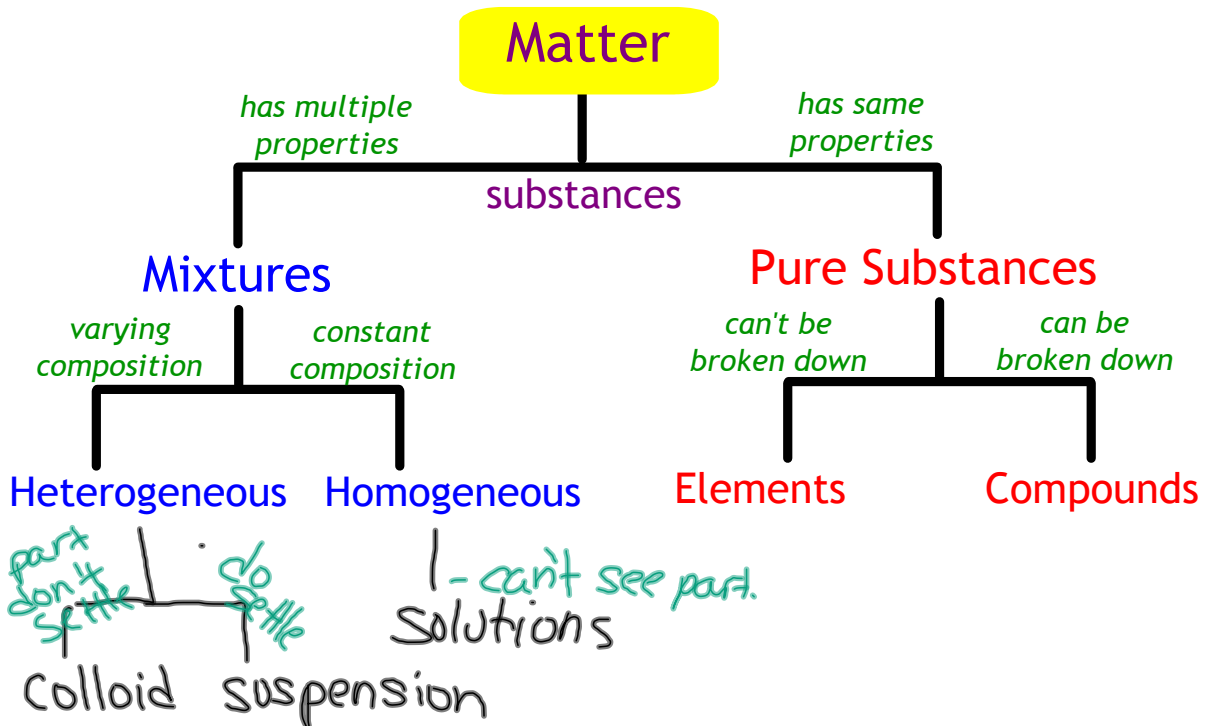 Matter
has multiple
properties
has same
properties
substances
Mixtures
Pure Substances
varying
composition
constant
composition
can't be
broken down
can be
broken down
Heterogeneous
Homogeneous
Elements
Compounds
part
don't
settle
do
settle
- can't see part.
solutions
colloid
suspension